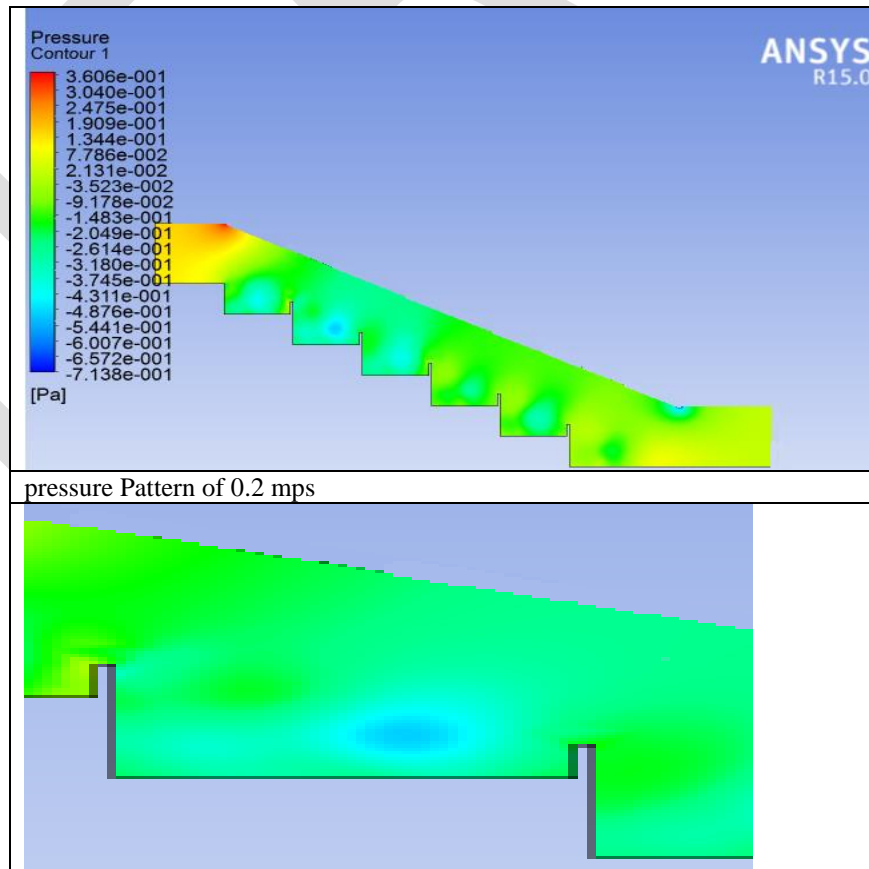 Pressure
Contour 1
3.606e-001
3.040e-001
2.475e-001
1.909e-001
1.344e-001
7.786e-002
2.131e-002
-3.523e-002
-9.178e-002
-1.483e-001
-2.049e-001
-2.614e-001
-3.180e-001
-3.745e-001
-4.311e-001
-4.876e-001
-5.441e-001
-6.007e-001
-6.572e-001
-7.138e-001
[Pa]
ANSYS
R15.0
pressure Pattern of 0.2 mps